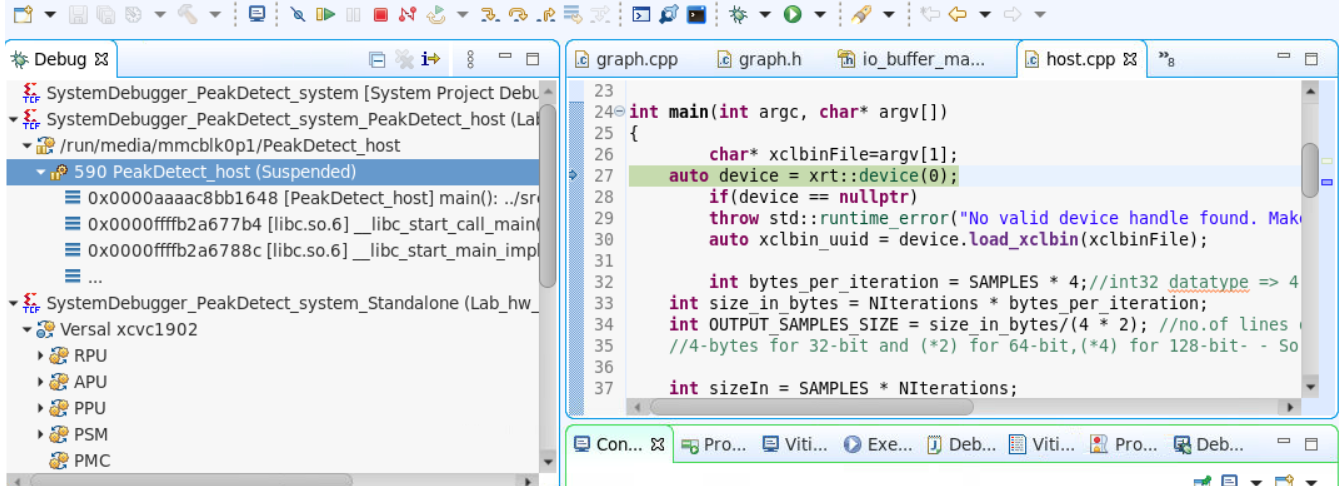 Debug
SystemDebugger_PeakDetect_system [System Project Debu
SystemDebugger_PeakDetect_system_PeakDetect_host (Lab
/run/media/mmcblk0p1/PeakDetect_host
590 PeakDetect_host (Suspended)
0x0000aaaac8bb1648 [PeakDetect_host] main(): ../sr
0x0000ffffb2a677b4 [libc.so.6] __libc_start_call_main(
0x0000ffffb2a6788c [libc.so.6] __libc_start_main_impl
...
SystemDebugger_PeakDetect_system_Standalone (Lab_hw_
Versal xcvc1902
RPU
APU
PPU
PSM
PMC
graph.cpp graph.h io_buffer_ma... host.cpp »8
23
24 int main(int argc, char* argv[])
25 {
26 char* xclbinFile=argv[1];
27 auto device = xrt::device(0);
28 if(device == nullptr)
29 throw std::runtime_error("No valid device handle found. Mak
30 auto xclbin_uuid = device.load_xclbin(xclbinFile);
31
32 int bytes_per_iteration = SAMPLES * 4;//int32 datatype => 4
33 int size_in_bytes = NIterations * bytes_per_iteration;
34 int OUTPUT_SAMPLES_SIZE = size_in_bytes/(4 * 2); //no.of lines
35 //4-bytes for 32-bit and (*2) for 64-bit,(*4) for 128-bit- - So
36
37 int sizeIn = SAMPLES * NIterations;
Con... Pro... Viti... Exe... Deb... Viti... Pro... Deb...